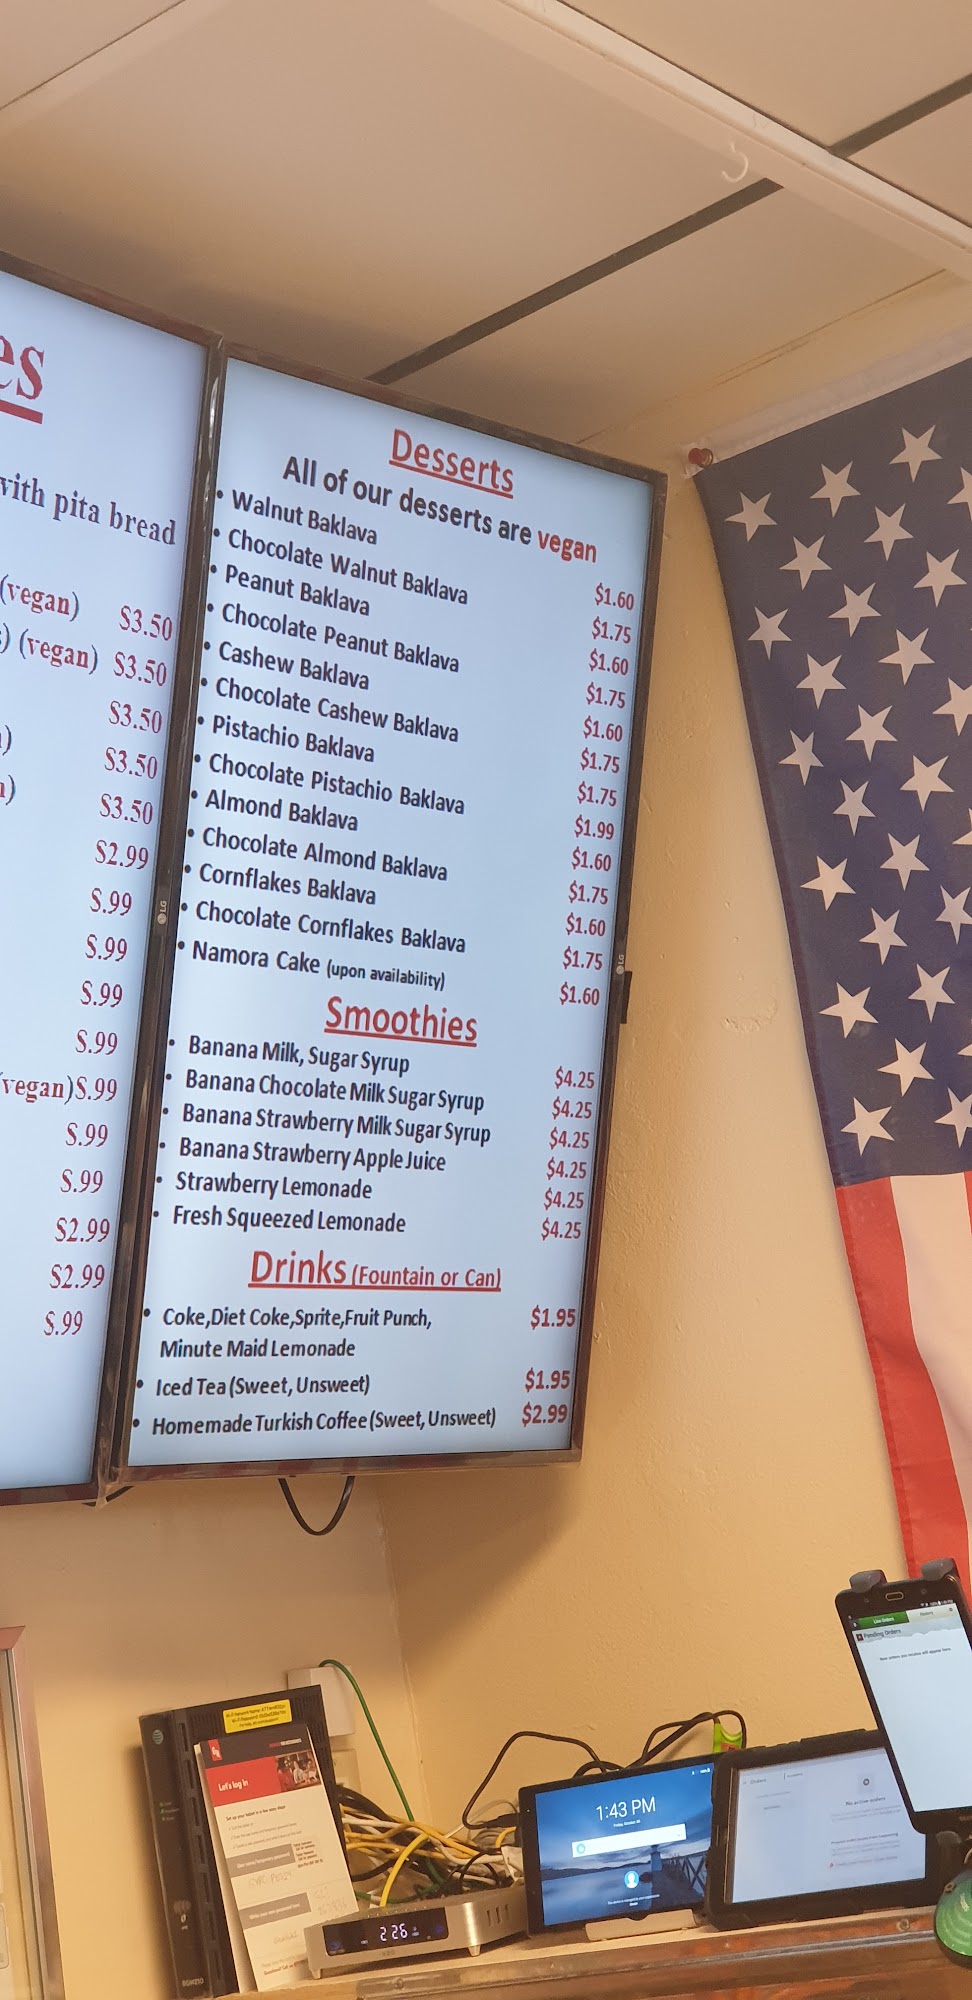 es
with pita bread
(vegan) $3.50
) (vegan) $3.50
$3.50
) $3.50
) $3.50
$2.99
$.99
$.99
$.99
$.99
(vegan)$.99
$.99
$.99
$2.99
$2.99
$.99
LG
Desserts
All of our desserts are vegan
• Walnut Baklava $1.60
• Chocolate Walnut Baklava $1.75
• Peanut Baklava $1.60
• Chocolate Peanut Baklava $1.75
• Cashew Baklava $1.60
• Chocolate Cashew Baklava $1.75
• Pistachio Baklava $1.75
• Chocolate Pistachio Baklava $1.99
• Almond Baklava $1.60
• Chocolate Almond Baklava $1.75
• Cornflakes Baklava $1.60
• Chocolate Cornflakes Baklava $1.75
• Namora Cake (upon availability) $1.60
Smoothies
• Banana Milk, Sugar Syrup $4.25
• Banana Chocolate Milk Sugar Syrup $4.25
• Banana Strawberry Milk Sugar Syrup $4.25
• Banana Strawberry Apple Juice $4.25
• Strawberry Lemonade $4.25
• Fresh Squeezed Lemonade $4.25
Drinks (Fountain or Can)
• Coke,Diet Coke,Sprite,Fruit Punch, $1.95
Minute Maid Lemonade
• Iced Tea (Sweet, Unsweet) $1.95
• Homemade Turkish Coffee (Sweet, Unsweet) $2.99
LG
Let's log in
1:43 PM
2:26
Orders
No active orders
Live Orders
History
Pending Orders